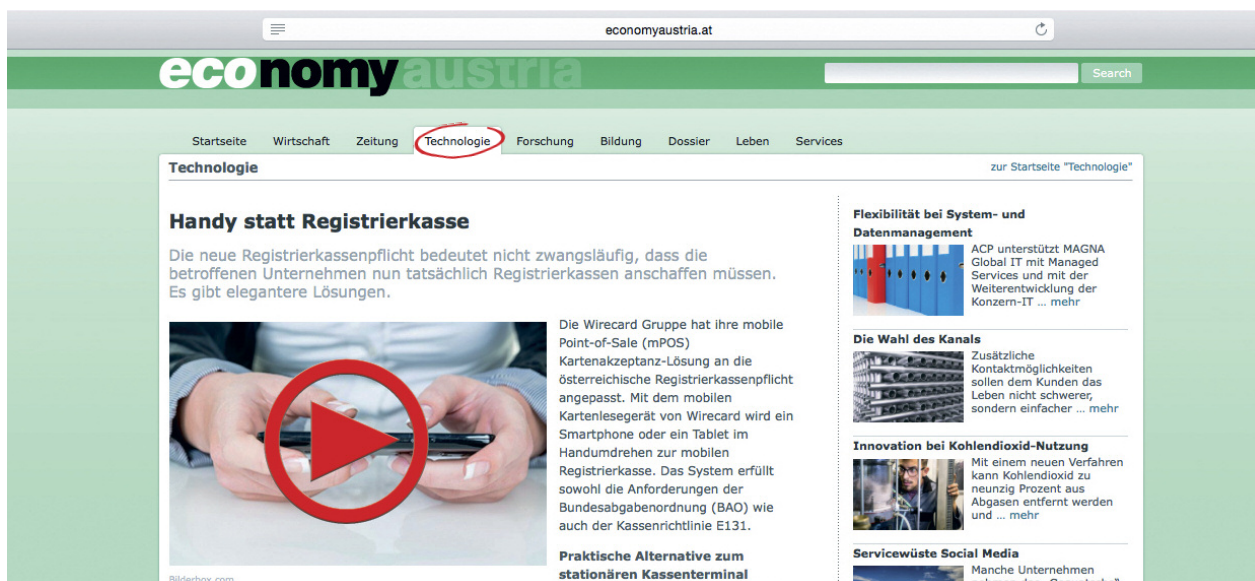 economyaustria.at
economyaustria
Search
Startseite Wirtschaft Zeitung Technologie Forschung Bildung Dossier Leben Services
Technologie
zur Startseite "Technologie"
Handy statt Registrierkasse
Die neue Registrierkassenpflicht bedeutet nicht zwangsläufig, dass die
betroffenen Unternehmen nun tatsächlich Registrierkassen anschaffen müssen.
Es gibt elegantere Lösungen.
Die Wirecard Gruppe hat ihre mobile
Point-of-Sale (mPOS)
Kartenakzeptanz-Lösung an die
österreichische Registrierkassenpflicht
angepasst. Mit dem mobilen
Kartenlesegerät von Wirecard wird ein
Smartphone oder ein Tablet im
Handumdrehen zur mobilen
Registrierkasse. Das System erfüllt
sowohl die Anforderungen der
Bundesabgabenordnung (BAO) wie
auch der Kassenrichtlinie E131.
Praktische Alternative zum
stationären Kassenterminal
Bilderbox.com
Flexibilität bei System- und
Datenmanagement
ACP unterstützt MAGNA
Global IT mit Managed
Services und mit der
Weiterentwicklung der
Konzern-IT ... mehr
Die Wahl des Kanals
Zusätzliche
Kontaktmöglichkeiten
sollen dem Kunden das
Leben nicht schwerer,
sondern einfacher ... mehr
Innovation bei Kohlendioxid-Nutzung
Mit einem neuen Verfahren
kann Kohlendioxid zu
neunzig Prozent aus
Abgasen entfernt werden
und ... mehr
Servicewüste Social Media
Manche Unternehmen